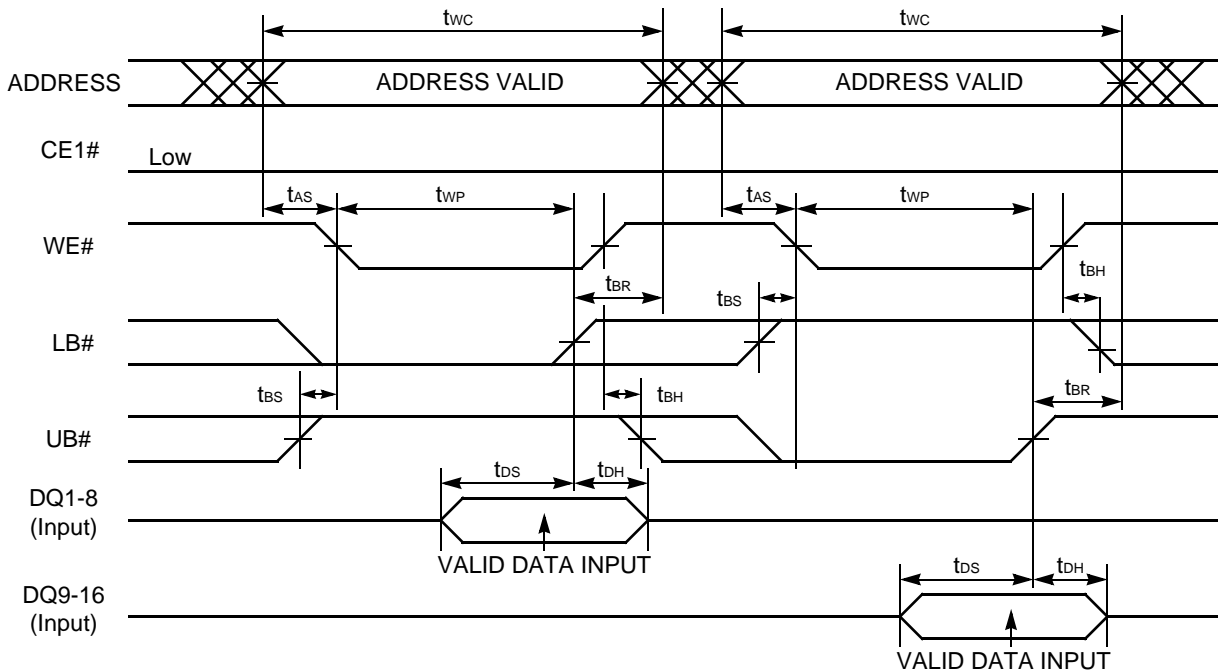 tWC tWC
ADDRESS ADDRESS VALID ADDRESS VALID
CE1# Low
tAS tWP tAS tWP
WE#
tBR tBS tBH
LB#
tBS tBH tBR
UB#
tDS tDH
DQ1-8
(Input)
VALID DATA INPUT
tDS tDH
DQ9-16
(Input)
VALID DATA INPUT